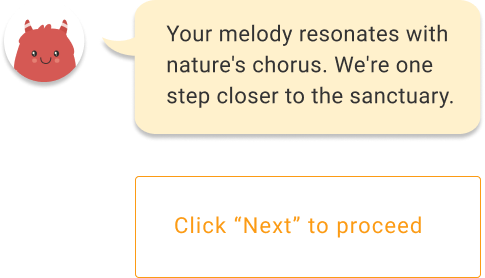 Your melody resonates with
nature's chorus. We're one
step closer to the sanctuary.
Click “Next” to proceed